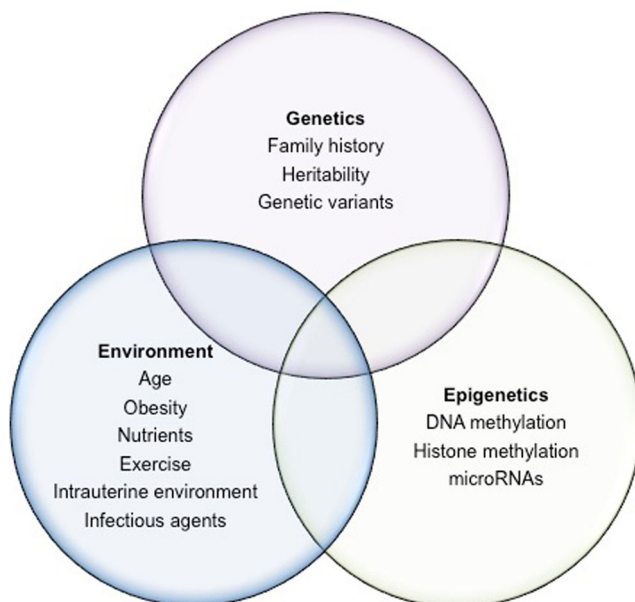 Genetics
Family history
Heritability
Genetic variants
Environment
Age
Obesity
Nutrients
Exercise
Intrauterine environment
Infectious agents
Epigenetics
DNA methylation
Histone methylation
microRNAs